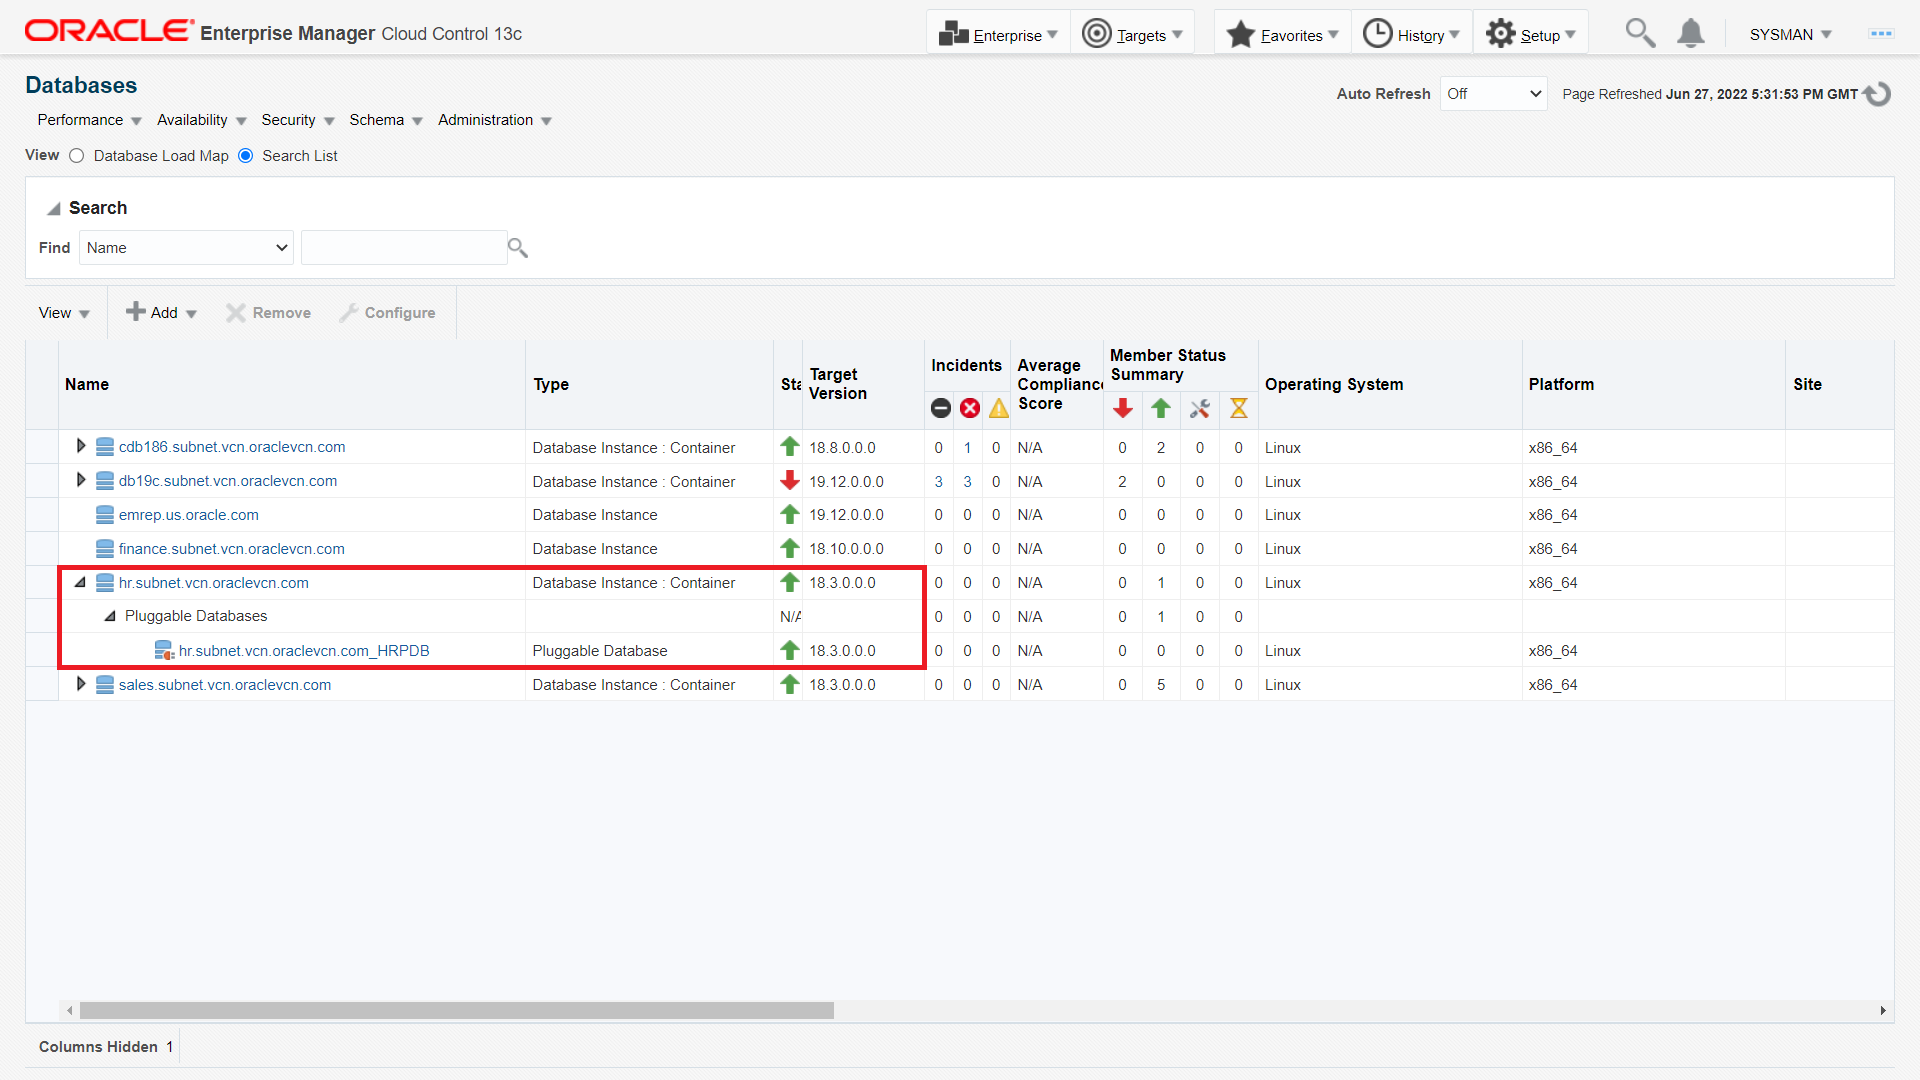 ORACLE Enterprise Manager Cloud Control 13c
Enterprise Targets Favorites History Setup SYSMAN
Databases
Auto Refresh Off Page Refreshed Jun 27, 2022 5:31:53 PM GMT
Performance Availability Security Schema Administration
View Database Load Map Search List
Search
Find Name
View Add Remove Configure
Name Type Sta Target Version Incidents Average Compliance Score Member Status Summary Operating System Platform Site
cdb186.subnet.vcn.oraclevcn.com Database Instance : Container 18.8.0.0.0 0 1 0 N/A 0 2 0 0 Linux x86_64
db19c.subnet.vcn.oraclevcn.com Database Instance : Container 19.12.0.0.0 3 3 0 N/A 2 0 0 0 Linux x86_64
emrep.us.oracle.com Database Instance 19.12.0.0.0 0 0 0 N/A 0 0 0 0 Linux x86_64
finance.subnet.vcn.oraclevcn.com Database Instance 18.10.0.0.0 0 0 0 N/A 0 0 0 0 Linux x86_64
hr.subnet.vcn.oraclevcn.com Database Instance : Container 18.3.0.0.0 0 0 0 N/A 0 1 0 0 Linux x86_64
Pluggable Databases N/A 0 0 0 N/A 0 1 0 0
hr.subnet.vcn.oraclevcn.com_HRPDB Pluggable Database 18.3.0.0.0 0 0 0 N/A 0 0 0 0 Linux x86_64
sales.subnet.vcn.oraclevcn.com Database Instance : Container 18.3.0.0.0 0 0 0 N/A 0 5 0 0 Linux x86_64
Columns Hidden 1